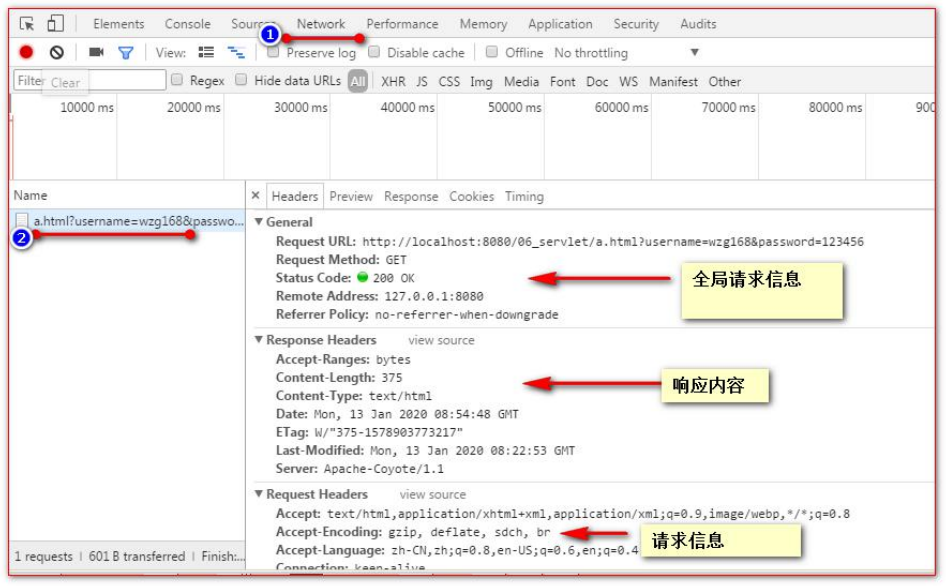 Elements Console Sources Network Performance Memory Application Security Audits
1
View: Preserve log Disable cache Offline No throttling ▼
Filter Clear Regex Hide data URLs All XHR JS CSS Img Media Font Doc WS Manifest Other
10000 ms 20000 ms 30000 ms 40000 ms 50000 ms 60000 ms 70000 ms 80000 ms 900
Name
× Headers Preview Response Cookies Timing
a.html?username=wzg168&passwo...
2
▼ General
Request URL: http://localhost:8080/06_servlet/a.html?username=wzg168&password=123456
Request Method: GET
Status Code: 200 OK
全局请求信息
Remote Address: 127.0.0.1:8080
Referrer Policy: no-referrer-when-downgrade
▼ Response Headers view source
Accept-Ranges: bytes
Content-Length: 375
响应内容
Content-Type: text/html
Date: Mon, 13 Jan 2020 08:54:48 GMT
ETag: W/"375-1578903773217"
Last-Modified: Mon, 13 Jan 2020 08:22:53 GMT
Server: Apache-Coyote/1.1
▼ Request Headers view source
Accept: text/html,application/xhtml+xml,application/xml;q=0.9,image/webp,*/*;q=0.8
Accept-Encoding: gzip, deflate, sdch, br
请求信息
Accept-Language: zh-CN,zh;q=0.8,en-US;q=0.6,en;q=0.4
Connection: keep-alive
1 requests | 601 B transferred | Finish:...